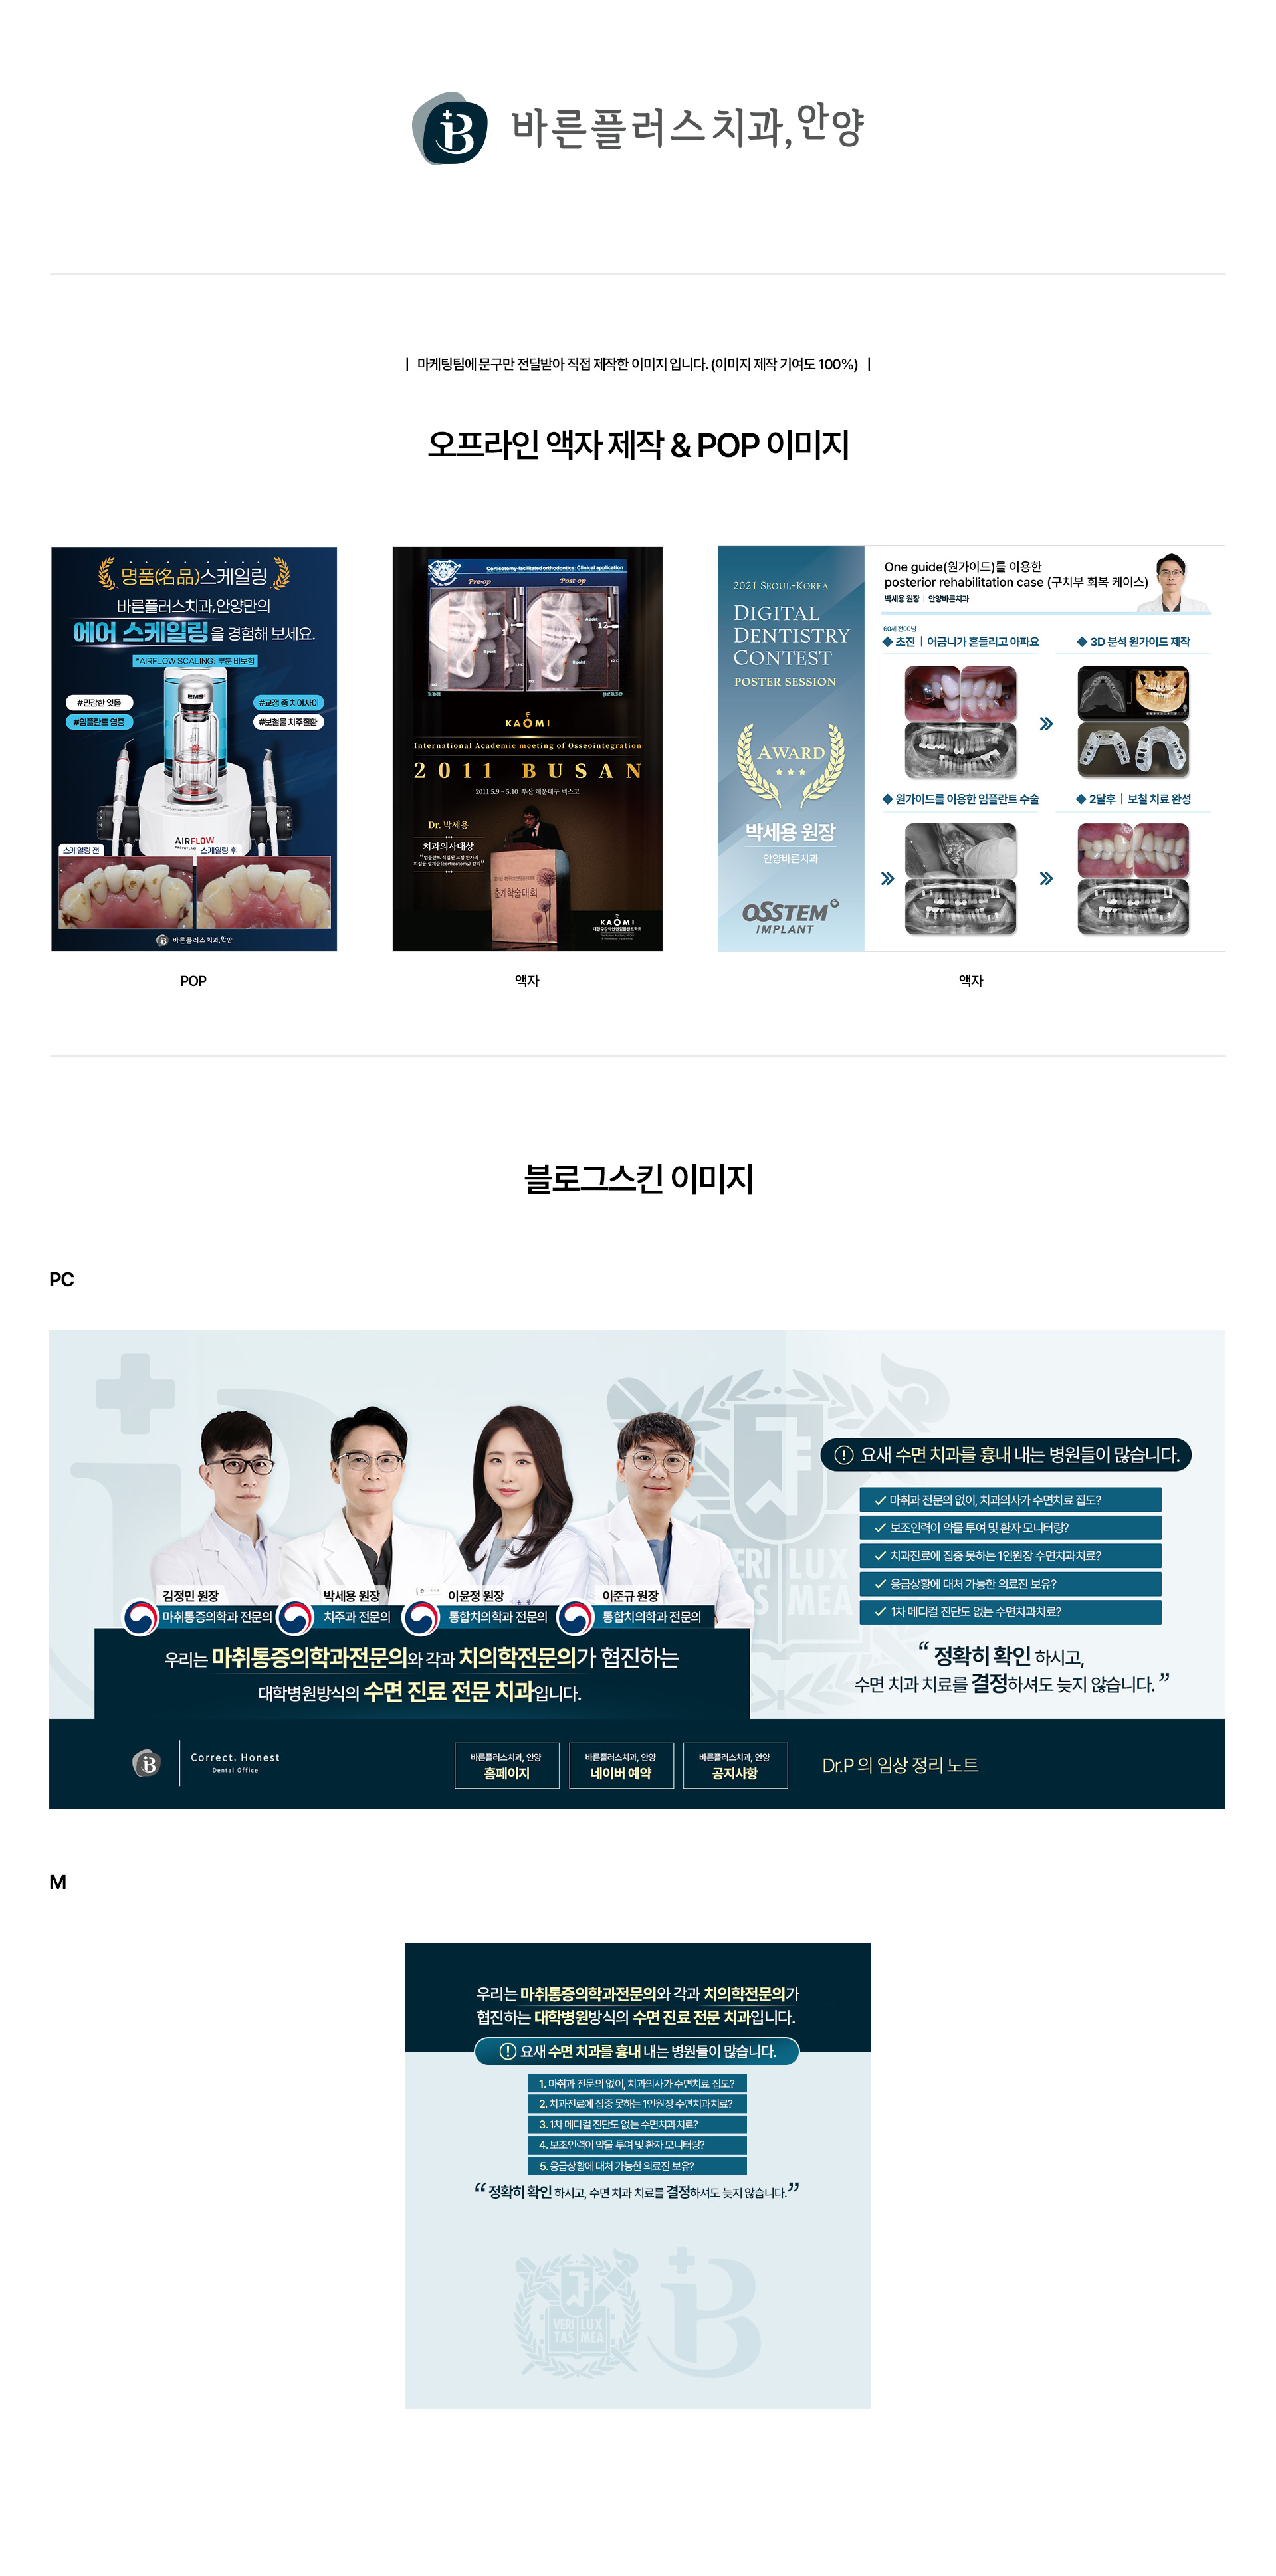 바른플러스치과,안양
마케팅팀에 문구만 전달받아 직접 제작한 이미지 입니다. (이미지 제작 기여도 100%)
오프라인 액자 제작 & POP 이미지
명품(名品)스케일링
바른플러스치과,안양만의
에어 스케일링을 경험해 보세요.
*AIRFLOW SCALING: 부분 비보험
#민감한 잇몸
#교정 중 치아사이
#임플란트 염증
#보철물 치주질환
EMS
AIRFLOW
스케일링 전
스케일링 후
바른플러스치과,안양
POP
Corticotomy-facilitated orthodontics: Clinical application
Pre-op
Post-op
A point
B point
12
KAOMI
International Academic meeting of Osseointegration
2011 BUSAN
2011 5.9 ~ 5.10 부산 해운대구 벡스코
Dr. 박세용
치과의사대상
춘계학술대회
KAOMI
액자
2021 SEOUL-KOREA
DIGITAL
DENTISTRY
CONTEST
POSTER SESSION
AWARD
박세용 원장
안양바른치과
OSSTEM
IMPLANT
One guide(원가이드)를 이용한
posterior rehabilitation case (구치부 회복 케이스)
박세용 원장 | 안양바른치과
60세 전00님
◆ 초진 | 어금니가 흔들리고 아파요
◆ 3D 분석 원가이드 제작
◆ 원가이드를 이용한 임플란트 수술
◆ 2달후 | 보철 치료 완성
액자
블로그스킨 이미지
PC
김정민 원장
마취통증의학과 전문의
박세용 원장
치주과 전문의
이윤정 원장
통합치의학과 전문의
이준규 원장
통합치의학과 전문의
우리는 마취통증의학과전문의와 각과 치의학전문의가 협진하는
대학병원방식의 수면 진료 전문 치과입니다.
VERI LUX
TAS MEA
! 요새 수면 치과를 흉내 내는 병원들이 많습니다.
✓ 마취과 전문의 없이, 치과의사가 수면치료 집도?
✓ 보조인력이 약물 투여 및 환자 모니터링?
✓ 치과진료에 집중 못하는 1인원장 수면치과치료?
✓ 응급상황에 대처 가능한 의료진 보유?
✓ 1차 메디컬 진단도 없는 수면치과치료?
“ 정확히 확인 하시고,
수면 치과 치료를 결정하셔도 늦지 않습니다. ”
Correct. Honest
Dental Office
바른플러스치과, 안양
홈페이지
바른플러스치과, 안양
네이버 예약
바른플러스치과, 안양
공지사항
Dr.P 의 임상 정리 노트
M
우리는 마취통증의학과전문의와 각과 치의학전문의가
협진하는 대학병원방식의 수면 진료 전문 치과입니다.
! 요새 수면 치과를 흉내 내는 병원들이 많습니다.
1. 마취과 전문의 없이, 치과의사가 수면치료 집도?
2. 치과진료에 집중 못하는 1인원장 수면치과치료?
3. 1차 메디컬 진단도 없는 수면치과치료?
4. 보조인력이 약물 투여 및 환자 모니터링?
5. 응급상황에 대처 가능한 의료진 보유?
“ 정확히 확인 하시고, 수면 치과 치료를 결정하셔도 늦지 않습니다.”
VERI LUX
TAS MEA